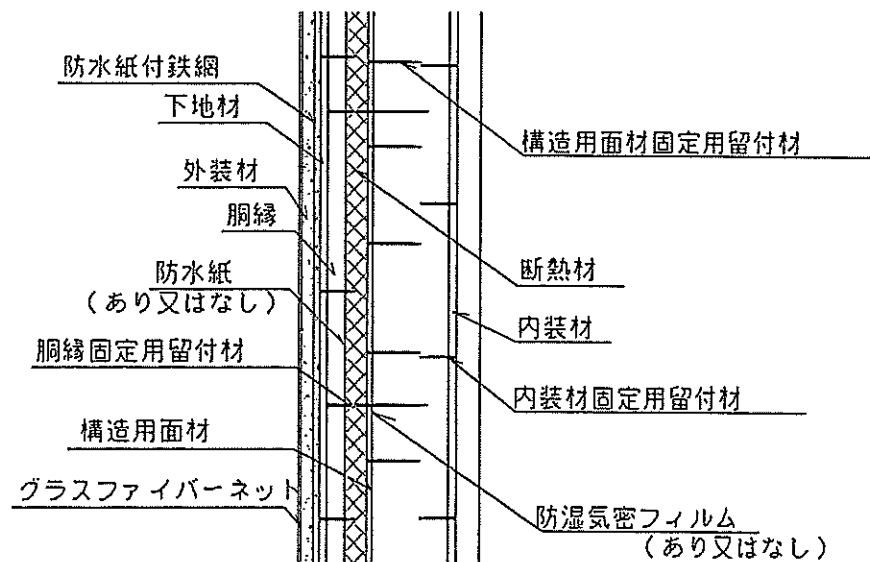 防水紙付鉄網
下地材
外装材
胴縁
防水紙
(あり又はなし)
胴縁固定用留付材
構造用面材
グラスファイバーネット
構造用面材固定用留付材
断熱材
内装材
内装材固定用留付材
防湿気密フィルム
(あり又はなし)